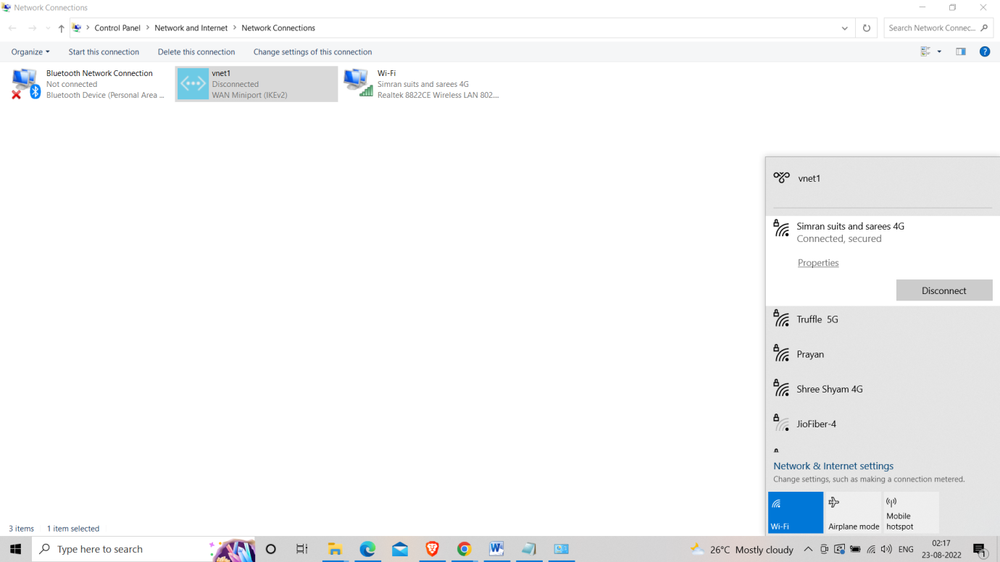 Network Connections
Control Panel > Network and Internet > Network Connections
Search Network Connec...
Organize
Start this connection
Delete this connection
Change settings of this connection
?
Bluetooth Network Connection
Not connected
Bluetooth Device (Personal Area ...
vnet1
Disconnected
WAN Miniport (IKEv2)
Wi-Fi
Simran suits and sarees 4G
Realtek 8822CE Wireless LAN 802....
vnet1
Simran suits and sarees 4G
Connected, secured
Properties
Disconnect
Truffle 5G
Prayan
Shree Shyam 4G
JioFiber-4
Network & Internet settings
Change settings, such as making a connection metered.
Wi-Fi
Airplane mode
Mobile
hotspot
3 items
1 item selected
Type here to search
W
26°C Mostly cloudy
ENG
02:17
23-08-2022
1